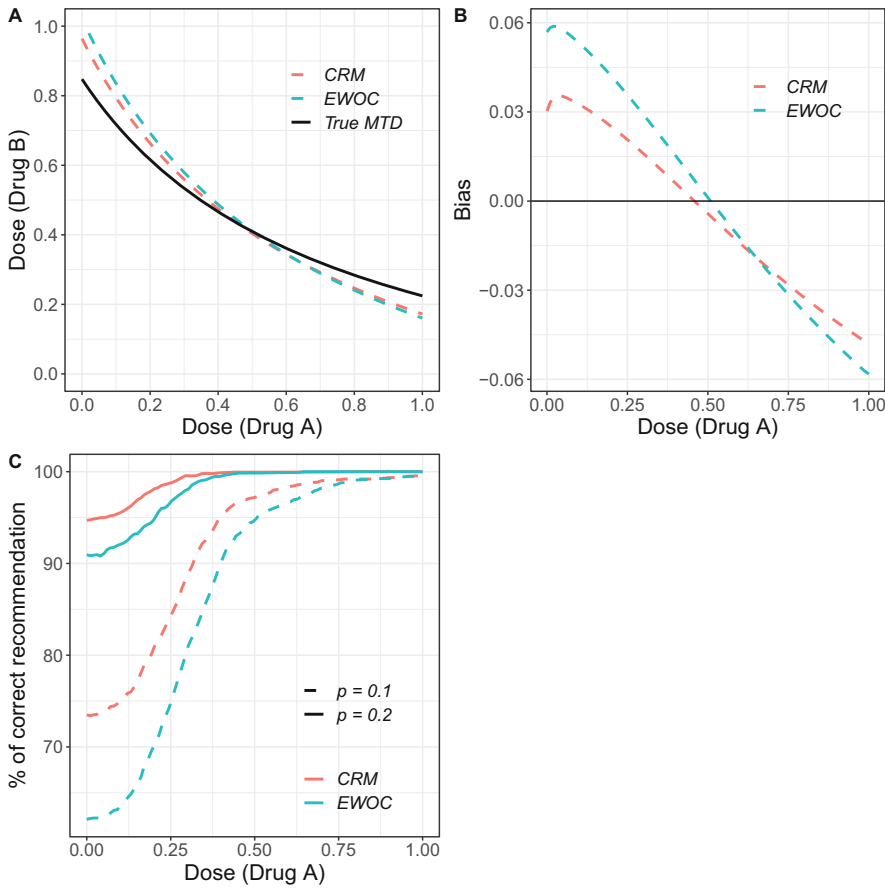 A
1.0
0.8
0.6
0.4
0.2
0.0
Dose (Drug B)
CRM
EWOC
True MTD
0.0 0.2 0.4 0.6 0.8 1.0
Dose (Drug A)
B
0.06
0.03
0.00
−0.03
−0.06
Bias
CRM
EWOC
0.00 0.25 0.50 0.75 1.00
Dose (Drug A)
C
100
90
80
70
% of correct recommendation
p = 0.1
p = 0.2
CRM
EWOC
0.00 0.25 0.50 0.75 1.00
Dose (Drug A)